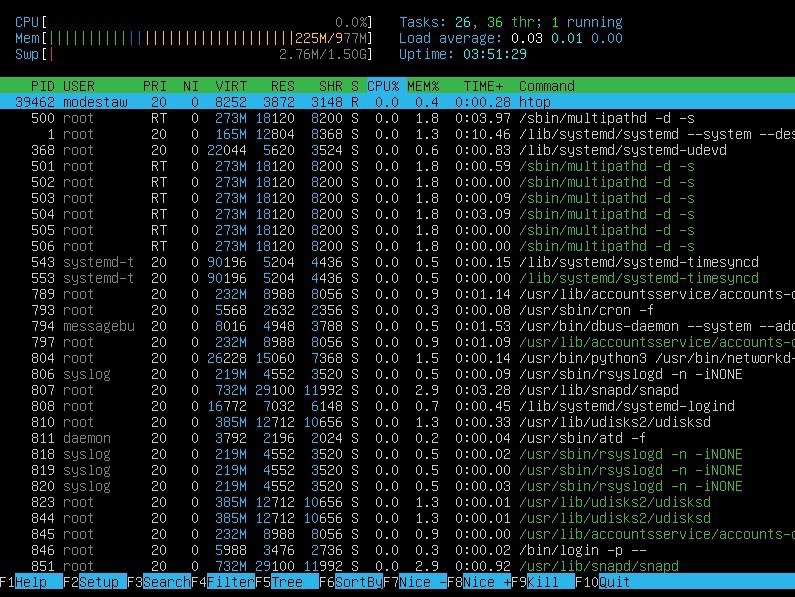 CPU[ 0.0%] Tasks: 26, 36 thr; 1 running
Mem[||||||||||||||||||||||||||||||||225M/977M] Load average: 0.03 0.01 0.00
Swp[| 2.76M/1.50G] Uptime: 03:51:29
PID USER PRI NI VIRT RES SHR S CPU% MEM% TIME+ Command
39462 modestaw 20 0 8252 3872 3148 R 0.0 0.4 0:00.28 htop
500 root RT 0 273M 18120 8200 S 0.0 1.8 0:03.97 /sbin/multipathd -d -s
1 root 20 0 165M 12804 8368 S 0.0 1.3 0:10.46 /lib/systemd/systemd --system --des
368 root 20 0 22044 5620 3524 S 0.0 0.6 0:00.83 /lib/systemd/systemd-udevd
501 root RT 0 273M 18120 8200 S 0.0 1.8 0:00.59 /sbin/multipathd -d -s
502 root RT 0 273M 18120 8200 S 0.0 1.8 0:00.00 /sbin/multipathd -d -s
503 root RT 0 273M 18120 8200 S 0.0 1.8 0:00.09 /sbin/multipathd -d -s
504 root RT 0 273M 18120 8200 S 0.0 1.8 0:03.09 /sbin/multipathd -d -s
505 root RT 0 273M 18120 8200 S 0.0 1.8 0:00.00 /sbin/multipathd -d -s
506 root RT 0 273M 18120 8200 S 0.0 1.8 0:00.00 /sbin/multipathd -d -s
543 systemd-t 20 0 90196 5204 4436 S 0.0 0.5 0:00.15 /lib/systemd/systemd-timesyncd
553 systemd-t 20 0 90196 5204 4436 S 0.0 0.5 0:00.00 /lib/systemd/systemd-timesyncd
789 root 20 0 232M 8988 8056 S 0.0 0.9 0:01.14 /usr/lib/accountsservice/accounts-d
793 root 20 0 5568 2632 2356 S 0.0 0.3 0:00.08 /usr/sbin/cron -f
794 messagebu 20 0 8016 4948 3788 S 0.0 0.5 0:01.53 /usr/bin/dbus-daemon --system --add
797 root 20 0 232M 8988 8056 S 0.0 0.9 0:01.09 /usr/lib/accountsservice/accounts-d
804 root 20 0 26228 15060 7368 S 0.0 1.5 0:00.14 /usr/bin/python3 /usr/bin/networkd-
806 syslog 20 0 219M 4552 3520 S 0.0 0.5 0:00.09 /usr/sbin/rsyslogd -n -iNONE
807 root 20 0 732M 29100 11992 S 0.0 2.9 0:03.28 /usr/lib/snapd/snapd
808 root 20 0 16772 7032 6148 S 0.0 0.7 0:00.45 /lib/systemd/systemd-logind
810 root 20 0 385M 12712 10656 S 0.0 1.3 0:00.33 /usr/lib/udisks2/udisksd
811 daemon 20 0 3792 2196 2024 S 0.0 0.2 0:00.04 /usr/sbin/atd -f
818 syslog 20 0 219M 4552 3520 S 0.0 0.5 0:00.02 /usr/sbin/rsyslogd -n -iNONE
819 syslog 20 0 219M 4552 3520 S 0.0 0.5 0:00.00 /usr/sbin/rsyslogd -n -iNONE
820 syslog 20 0 219M 4552 3520 S 0.0 0.5 0:00.03 /usr/sbin/rsyslogd -n -iNONE
823 root 20 0 385M 12712 10656 S 0.0 1.3 0:00.01 /usr/lib/udisks2/udisksd
844 root 20 0 385M 12712 10656 S 0.0 1.3 0:00.01 /usr/lib/udisks2/udisksd
845 root 20 0 232M 8988 8056 S 0.0 0.9 0:00.00 /usr/lib/accountsservice/accounts-d
846 root 20 0 5988 3476 2736 S 0.0 0.3 0:00.02 /bin/login -p --
851 root 20 0 732M 29100 11992 S 0.0 2.9 0:00.92 /usr/lib/snapd/snapd
F1Help F2Setup F3SearchF4FilterF5Tree F6SortByF7Nice -F8Nice +F9Kill F10Quit